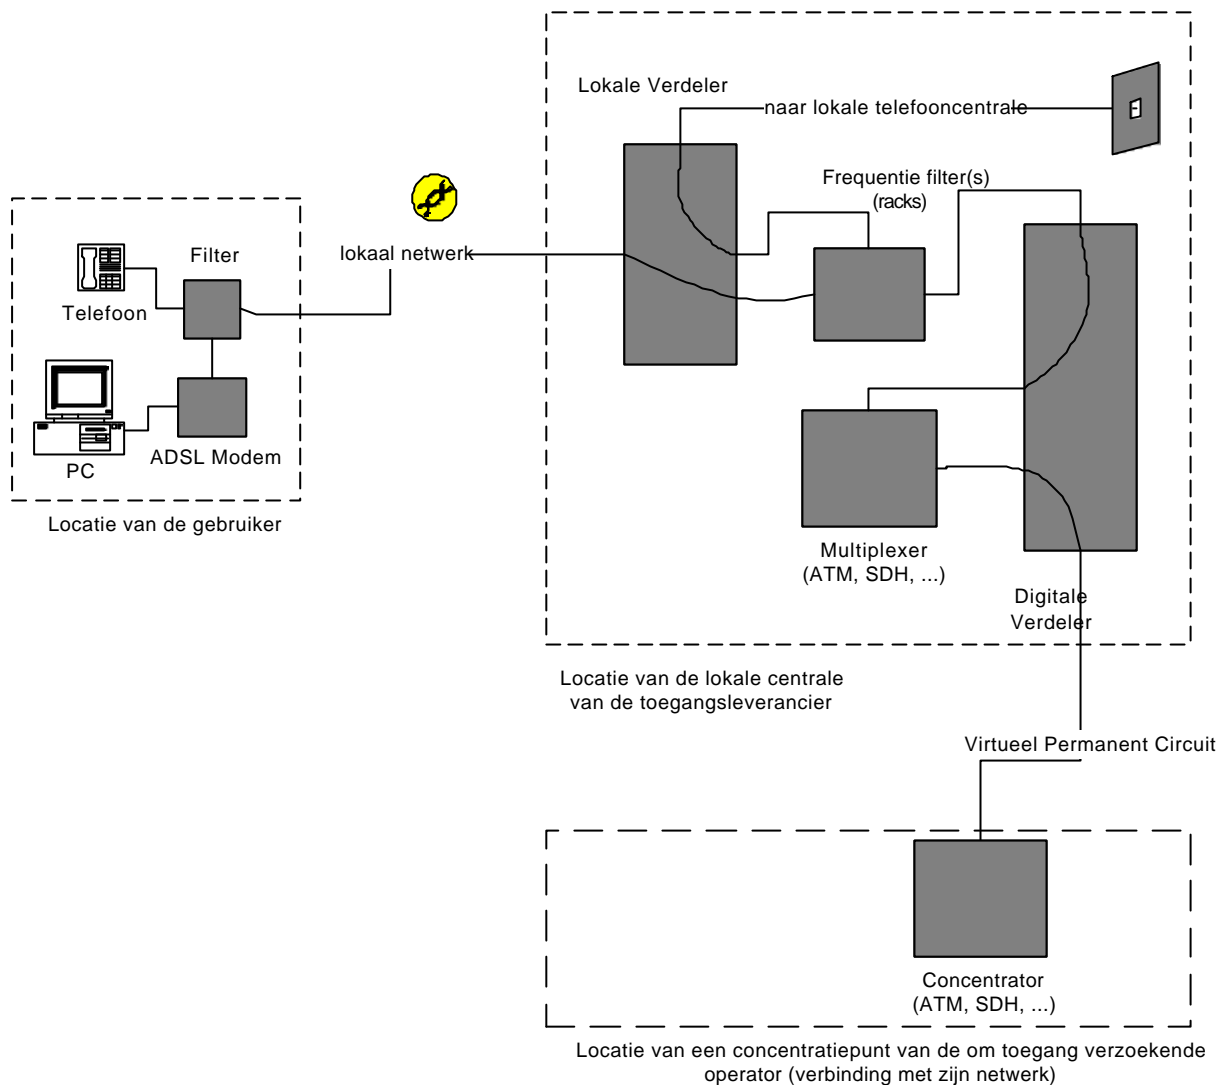 Lokale Verdeler
naar lokale telefooncentrale
Frequentie filter(s)
(racks)
lokaal netwerk
Filter
Telefoon
PC
ADSL Modem
Locatie van de gebruiker
Multiplexer
(ATM, SDH, ...)
Digitale
Verdeler
Locatie van de lokale centrale
van de toegangsleverancier
Virtueel Permanent Circuit
Concentrator
(ATM, SDH, ...)
Locatie van een concentratiepunt van de om toegang verzoekende
operator (verbinding met zijn netwerk)